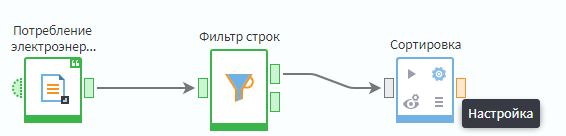 Потребление
электроэнер...
Фильтр строк
Сортировка
Настройка